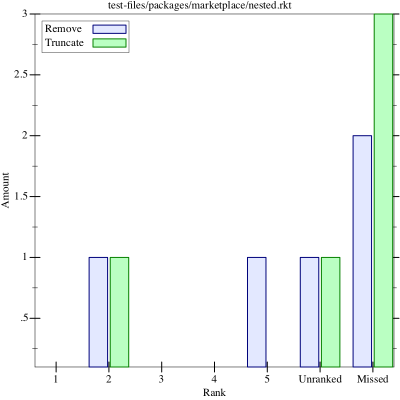 test-files/packages/marketplace/nested.rkt
Remove
Truncate
3
2.5
2
1.5
1
.5
Amount
1 2 3 4 5 Unranked Missed
Rank